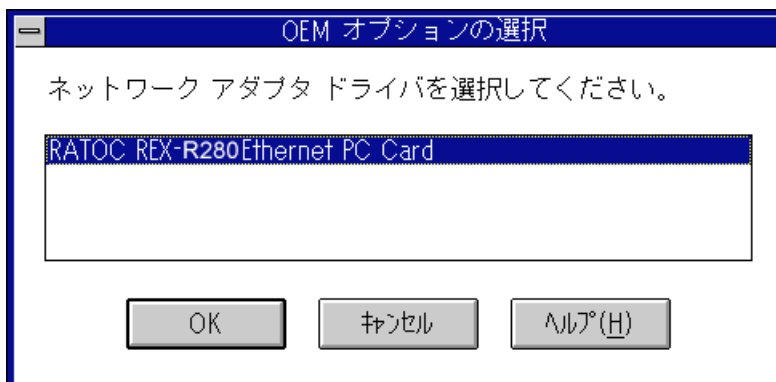 OEM オプションの選択
ネットワーク アダプタ ドライバを選択してください。
RATOC REX-R280Ethernet PC Card
OK
ｷｬﾝｾﾙ
ﾍﾙﾌﾟ(H)